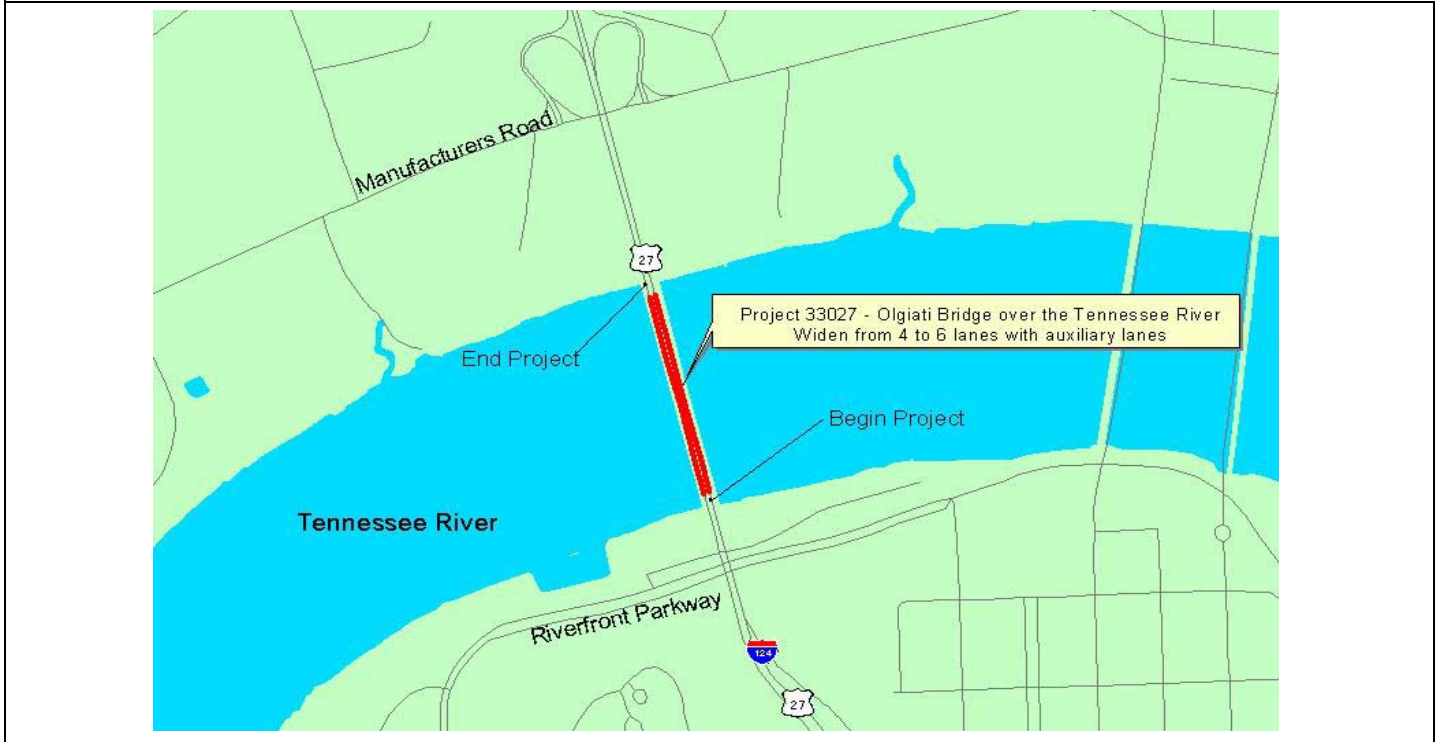 Manufacturers Road
27
Project 33027 - Olgiati Bridge over the Tennessee River
Widen from 4 to 6 lanes with auxiliary lanes
End Project
Begin Project
Tennessee River
Riverfront Parkway
124
27